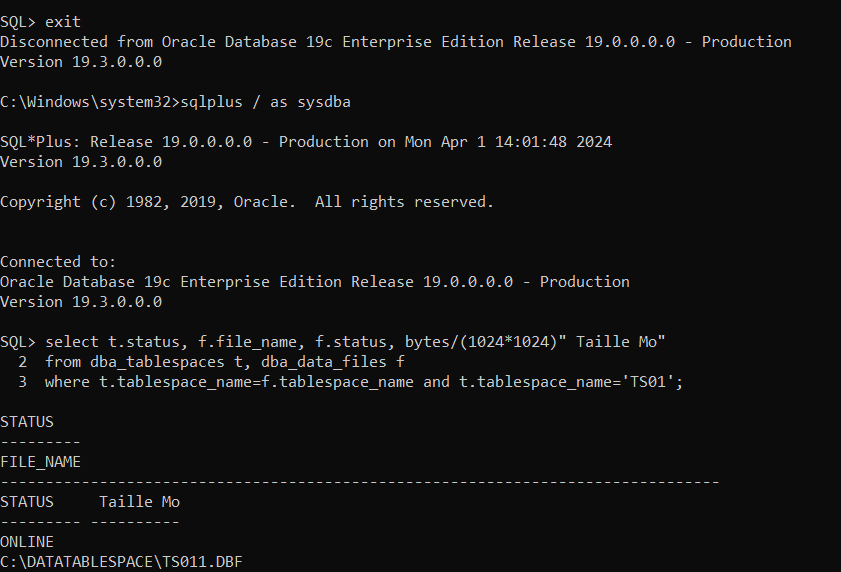 SQL> exit
Disconnected from Oracle Database 19c Enterprise Edition Release 19.0.0.0.0 - Production
Version 19.3.0.0.0
C:\Windows\system32>sqlplus / as sysdba
SQL*Plus: Release 19.0.0.0.0 - Production on Mon Apr 1 14:01:48 2024
Version 19.3.0.0.0
Copyright (c) 1982, 2019, Oracle.  All rights reserved.
Connected to:
Oracle Database 19c Enterprise Edition Release 19.0.0.0.0 - Production
Version 19.3.0.0.0
SQL> select t.status, f.file_name, f.status, bytes/(1024*1024)" Taille Mo"
  2  from dba_tablespaces t, dba_data_files f
  3  where t.tablespace_name=f.tablespace_name and t.tablespace_name='TS01';
STATUS
---------
FILE_NAME
--------------------------------------------------------------------------------
STATUS     Taille Mo
--------- ----------
ONLINE
C:\DATATABLESPACE\TS011.DBF